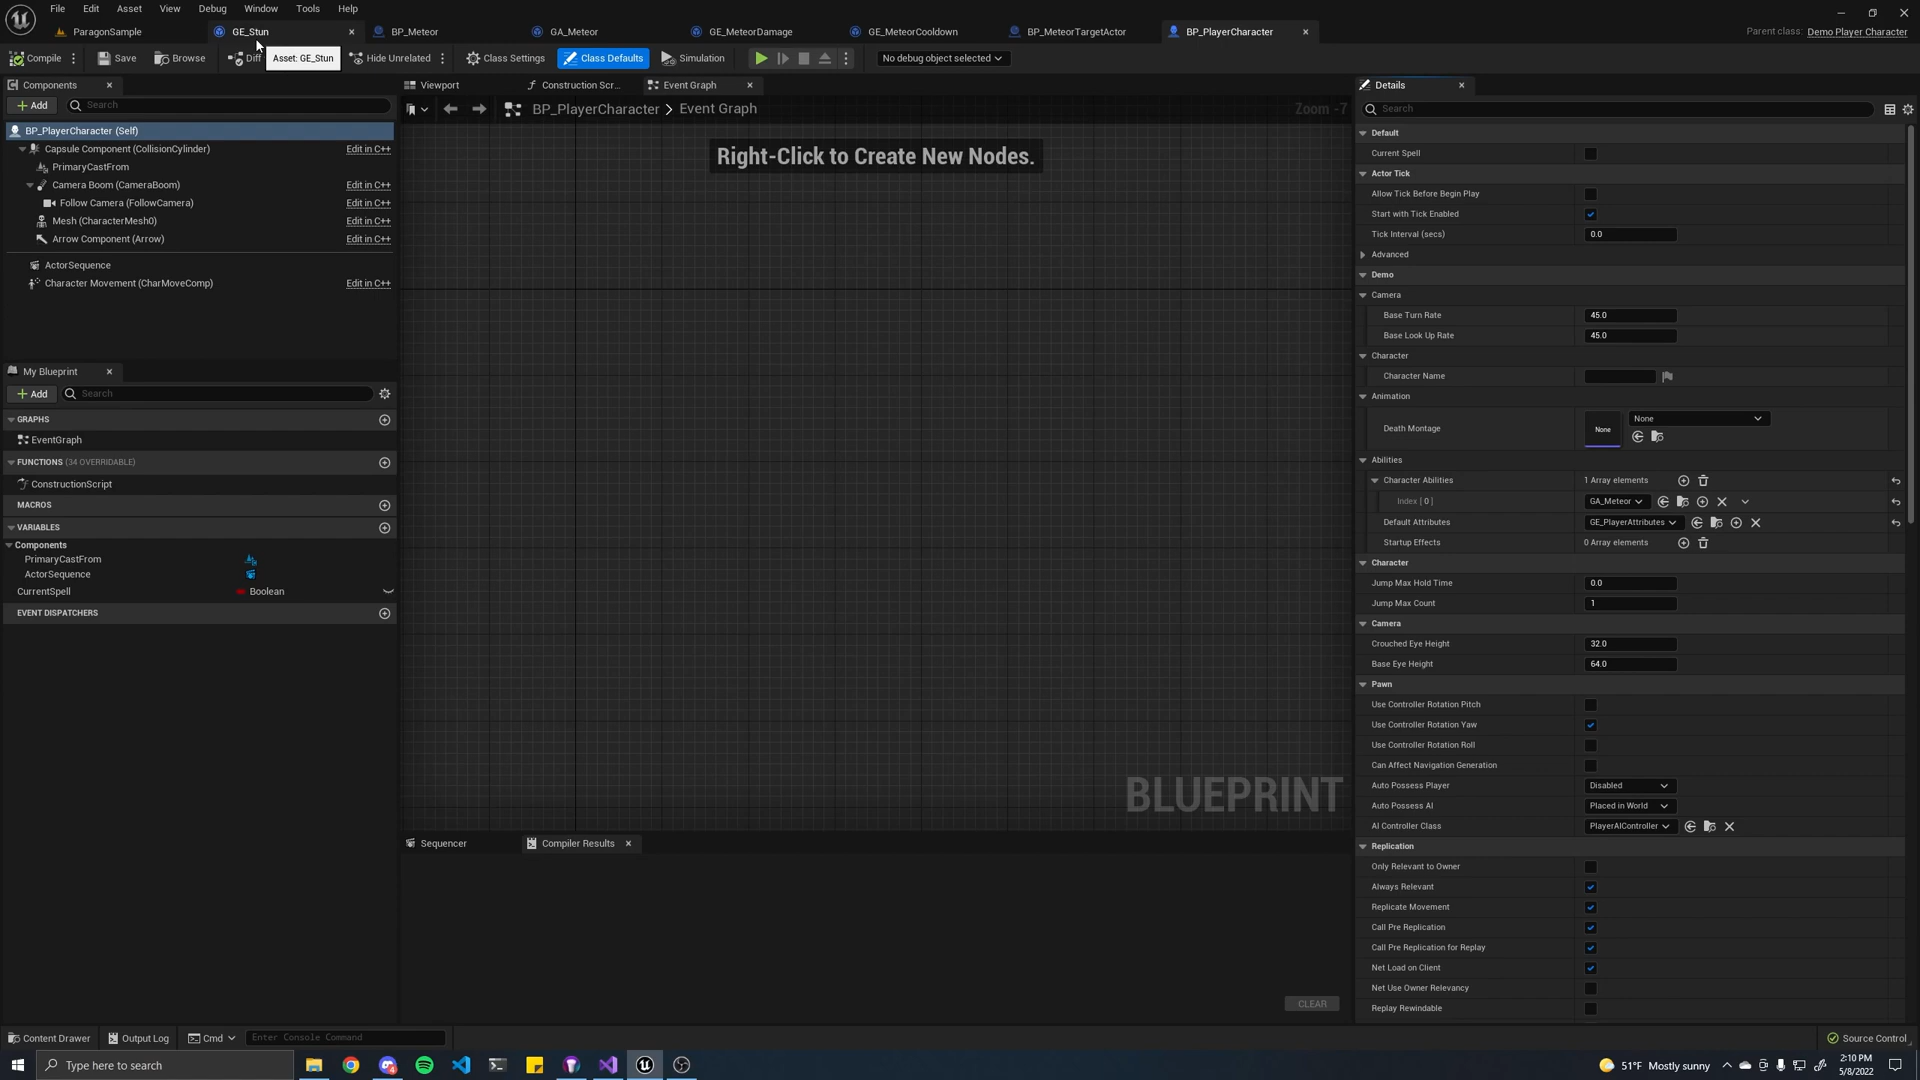 File Edit Asset View Debug Window Tools Help
ParagonSample GE_Stun BP_Meteor GA_Meteor GE_MeteorDamage GE_MeteorCooldown BP_MeteorTargetActor BP_PlayerCharacter Parent class: Demo Player Character
Compile Save Browse Diff Asset: GE_Stun Hide Unrelated Class Settings Class Defaults Simulation No debug object selected
Components Viewport Construction Scr... Event Graph Details
Add Search BP_PlayerCharacter > Event Graph Zoom -7 Search
BP_PlayerCharacter (Self)
Capsule Component (CollisionCylinder) Edit in C++
PrimaryCastFrom
Camera Boom (CameraBoom) Edit in C++
Follow Camera (FollowCamera) Edit in C++
Mesh (CharacterMesh0) Edit in C++
Arrow Component (Arrow) Edit in C++
ActorSequence
Character Movement (CharMoveComp) Edit in C++
My Blueprint
Add Search
GRAPHS
EventGraph
FUNCTIONS (34 OVERRIDABLE)
ConstructionScript
MACROS
VARIABLES
Components
PrimaryCastFrom
ActorSequence
CurrentSpell Boolean
EVENT DISPATCHERS
Right-Click to Create New Nodes.
BLUEPRINT
Sequencer Compiler Results
CLEAR
Default
Current Spell
Actor Tick
Allow Tick Before Begin Play
Start with Tick Enabled
Tick Interval (secs) 0.0
Advanced
Demo
Camera
Base Turn Rate 45.0
Base Look Up Rate 45.0
Character
Character Name
Animation
Death Montage None None
Abilities
Character Abilities 1 Array elements
Index [ 0 ] GA_Meteor
Default Attributes GE_PlayerAttributes
Startup Effects 0 Array elements
Character
Jump Max Hold Time 0.0
Jump Max Count 1
Camera
Crouched Eye Height 32.0
Base Eye Height 64.0
Pawn
Use Controller Rotation Pitch
Use Controller Rotation Yaw
Use Controller Rotation Roll
Can Affect Navigation Generation
Auto Possess Player Disabled
Auto Possess AI Placed in World
AI Controller Class PlayerAIController
Replication
Only Relevant to Owner
Always Relevant
Replicate Movement
Call Pre Replication
Call Pre Replication for Replay
Net Load on Client
Net Use Owner Relevancy
Replay Rewindable
Content Drawer Output Log Cmd Enter Console Command Source Control
Type here to search 51°F Mostly sunny 2:10 PM
5/8/2022